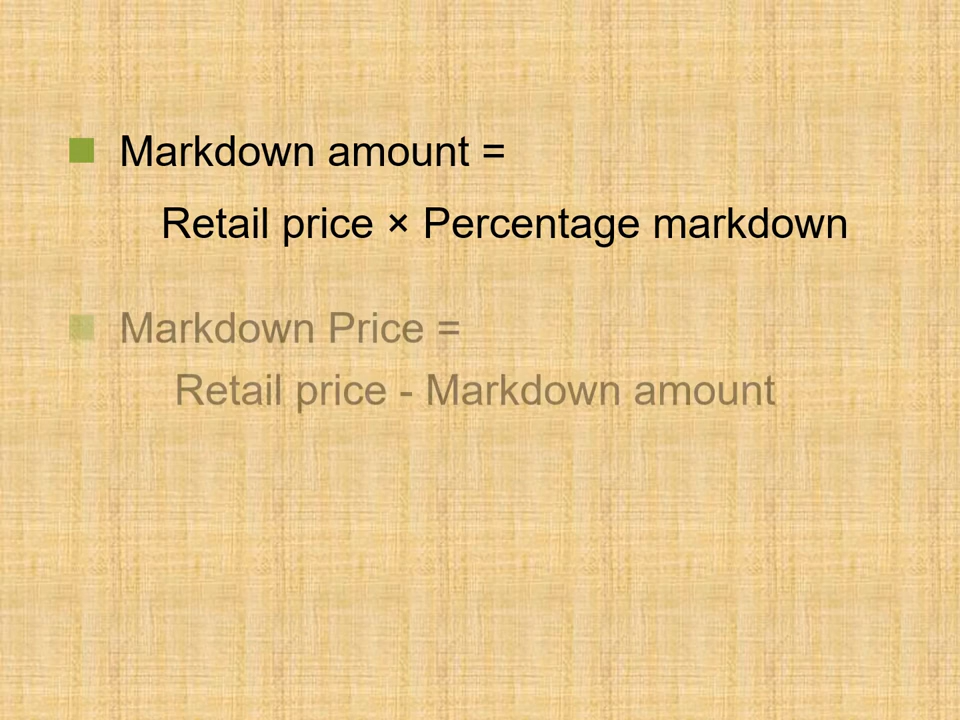 Markdown amount =
Retail price × Percentage markdown
Markdown Price =
Retail price - Markdown amount